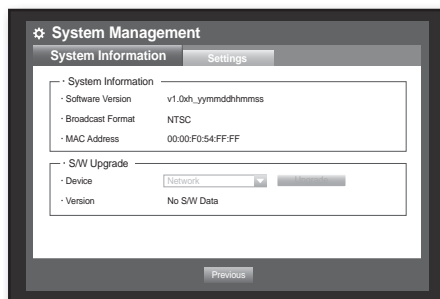 System Management
System Information Settings
· System Information
· Software Version v1.0xh_yymmddhhmmss
· Broadcast Format NTSC
· MAC Address 00:00:F0:54:FF:FF
· S/W Upgrade
· Device Network
· Version No S/W Data
Previous